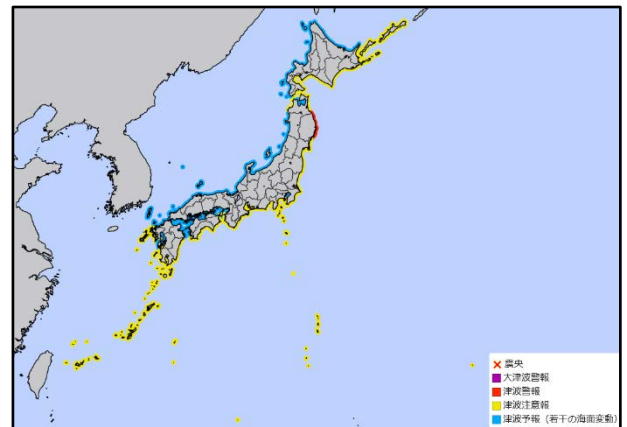 震央
大津波警報
津波警報
津波注意報
津波予報（若干の海面変動）